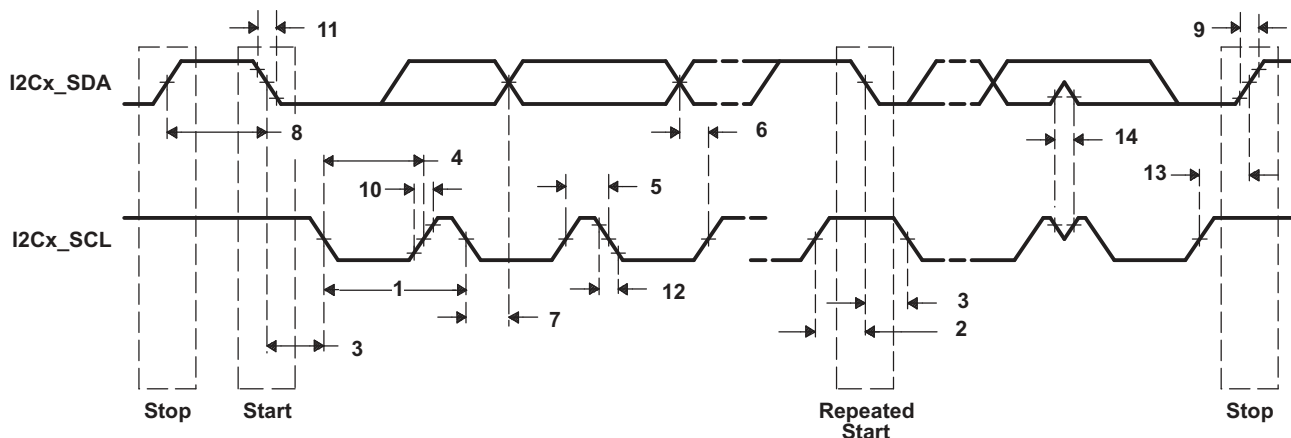 11
9
I2Cx_SDA
8
6
14
4
10
5
13
I2Cx_SCL
1
12
7
3
3
2
Stop
Start
Repeated
Start
Stop